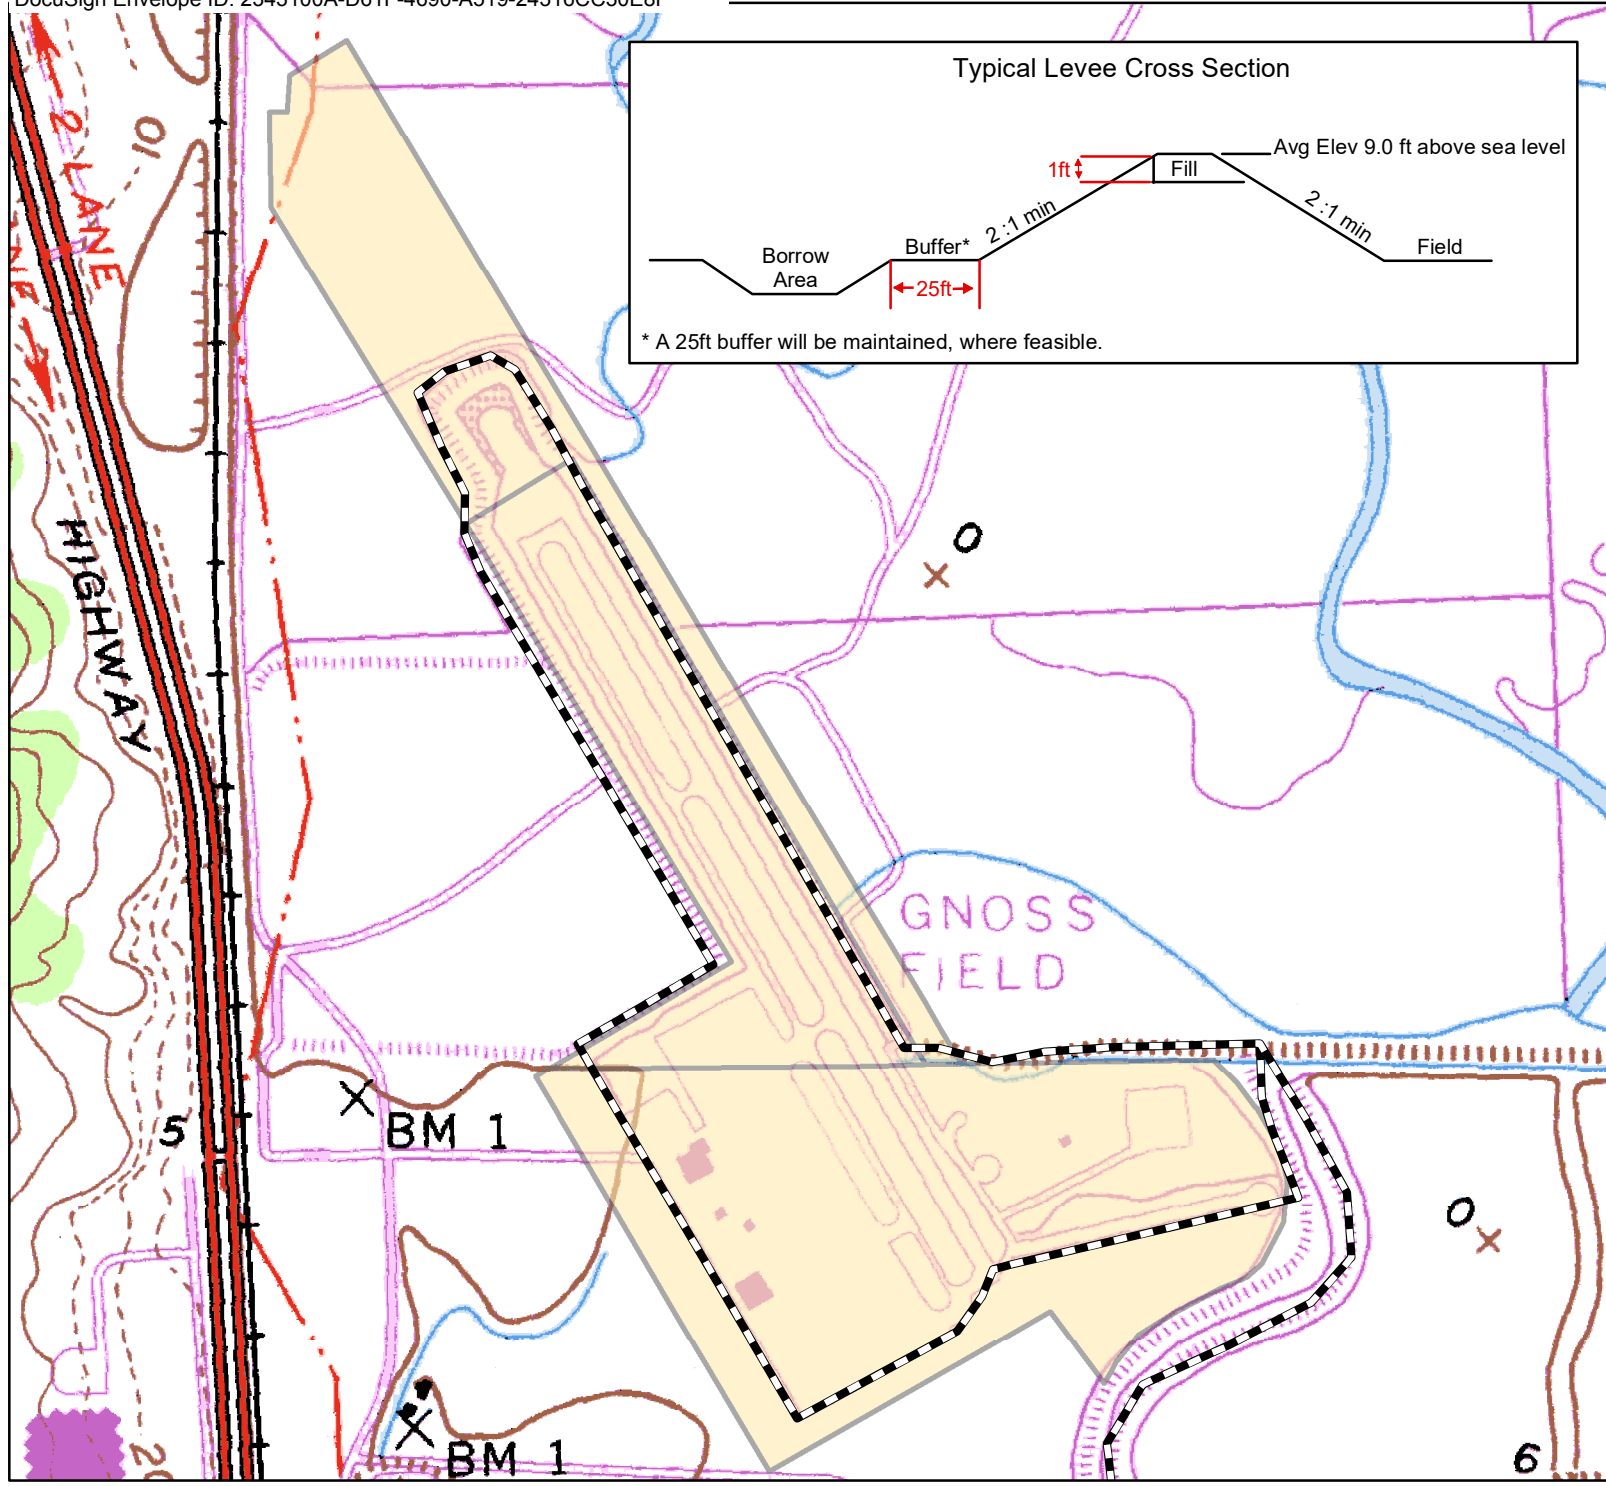 Typical Levee Cross Section
Avg Elev 9.0 ft above sea level
1ft
Fill
2 :1 min
2 :1 min
Buffer*
Field
Borrow
Area
25ft
* A 25ft buffer will be maintained, where feasible.
2 LANE
10
HIGHWAY
0
GNOSS
FIELD
BM 1
5
0
BM 1
6